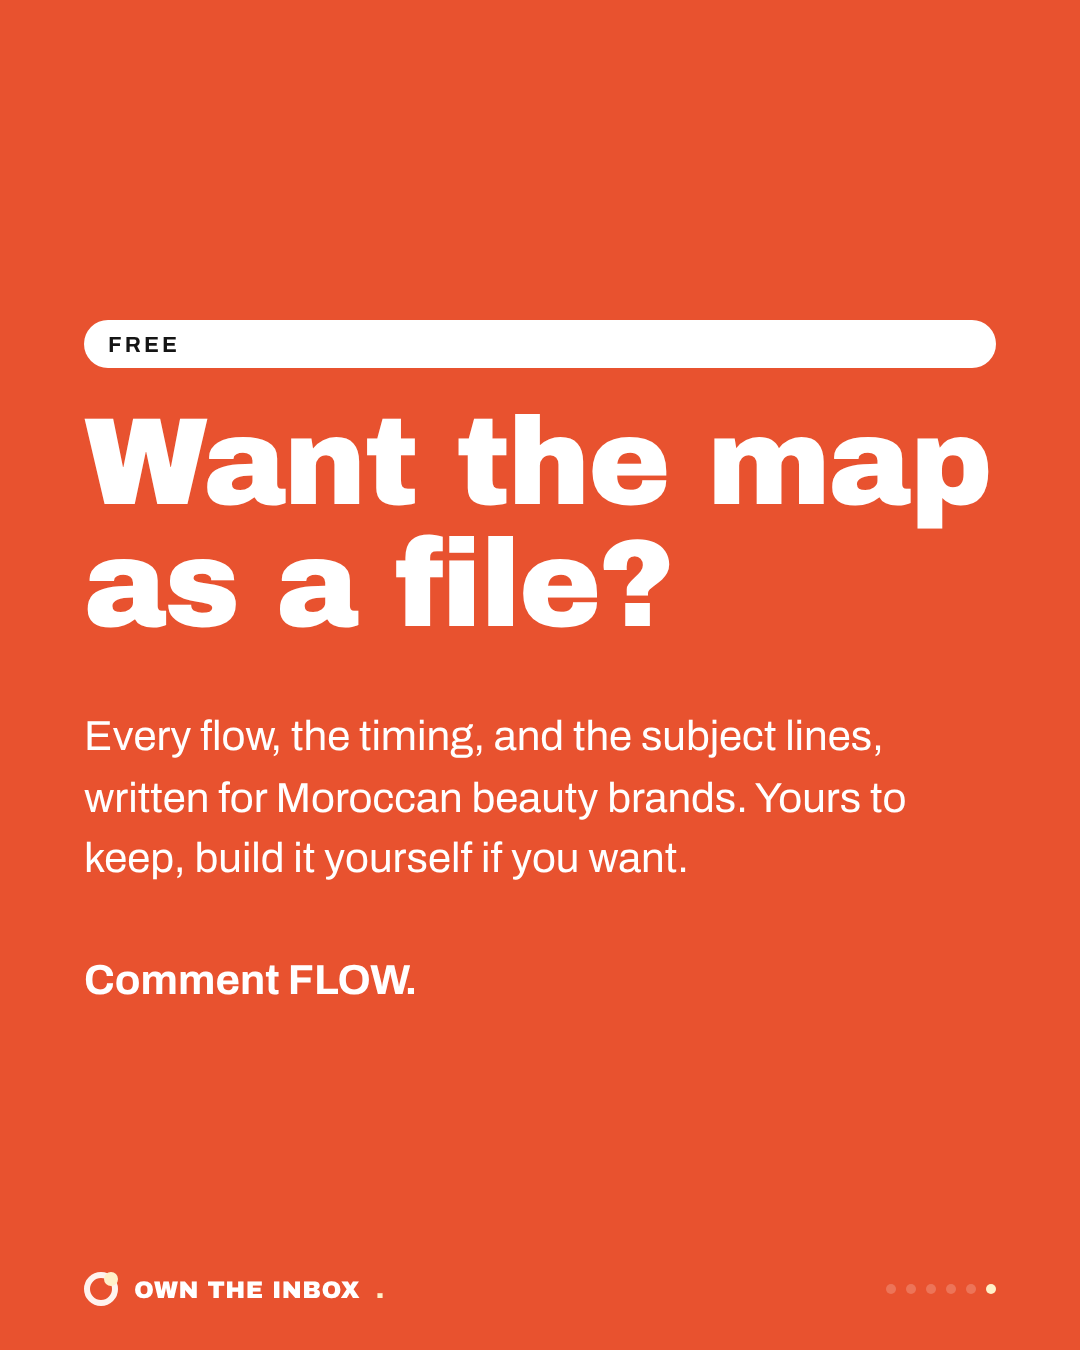 FREE
Want the map
as a file?
Every flow, the timing, and the subject lines,
written for Moroccan beauty brands. Yours to
keep, build it yourself if you want.
Comment FLOW.
OWN THE INBOX .